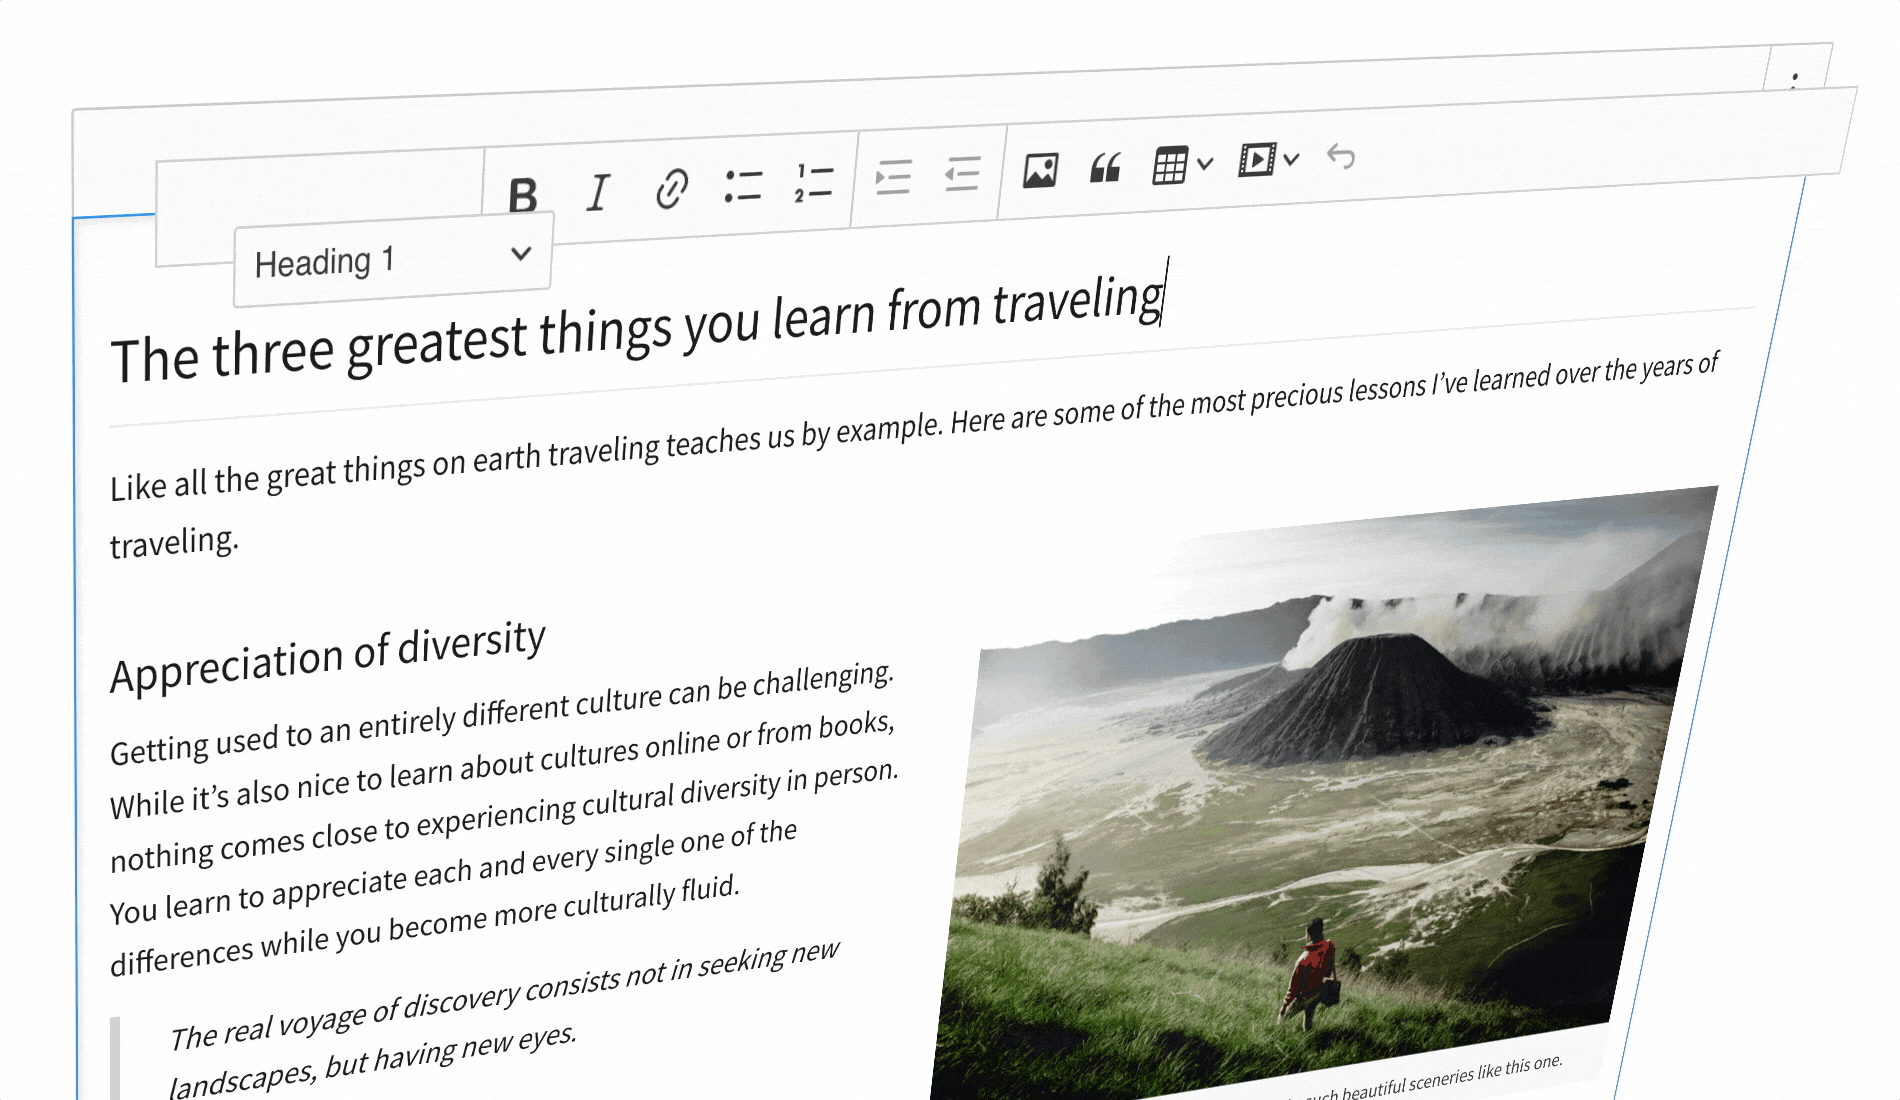 B I
Heading 1
The three greatest things you learn from traveling
Like all the great things on earth traveling teaches us by example. Here are some of the most precious lessons I’ve learned over the years of
traveling.
Appreciation of diversity
Getting used to an entirely different culture can be challenging.
While it’s also nice to learn about cultures online or from books,
nothing comes close to experiencing cultural diversity in person.
You learn to appreciate each and every single one of the
differences while you become more culturally fluid.
The real voyage of discovery consists not in seeking new
landscapes, but having new eyes.
such beautiful sceneries like this one.